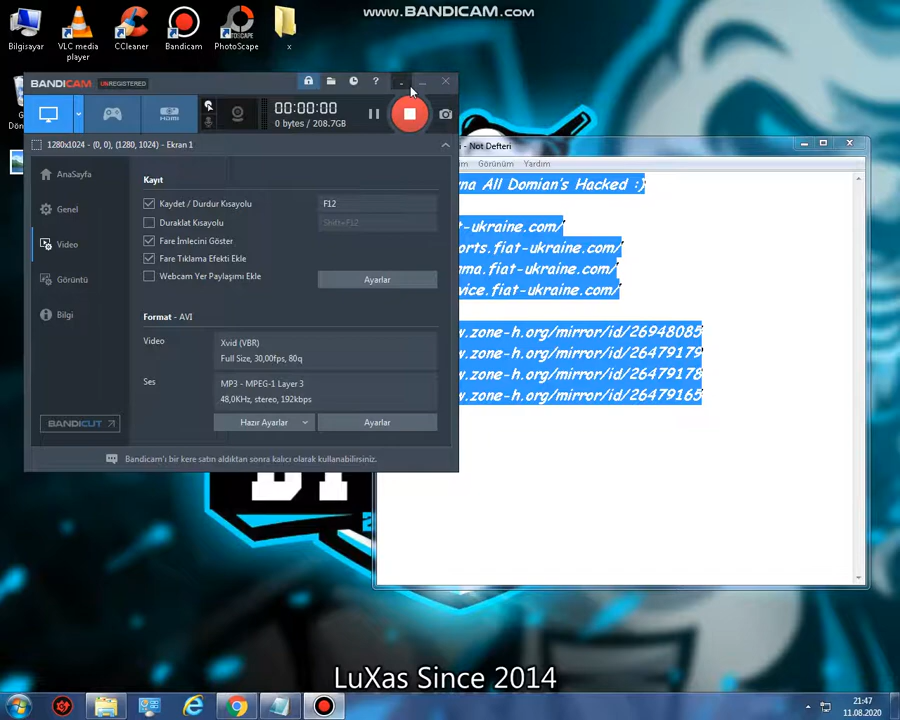 WWW.BANDICAM.COM
Bilgisayar
VLC media player
CCleaner
Bandicam
PhotoScape
x
BANDICAM UNREGISTERED
?
HDMI
00:00:00
0 bytes / 208.7GB
1280x1024 - (0, 0), (1280, 1024) - Ekran 1
AnaSayfa
Genel
Video
Görüntü
Bilgi
BANDICUT
Kayıt
Kaydet / Durdur Kısayolu
F12
Duraklat Kısayolu
Shift+F12
Fare İmlecini Göster
Fare Tıklama Efekti Ekle
Webcam Yer Paylaşımı Ekle
Ayarlar
Format - AVI
Video
Xvid (VBR)
Full Size, 30,00fps, 80q
Ses
MP3 - MPEG-1 Layer 3
48,0KHz, stereo, 192kbps
Hazır Ayarlar
Ayarlar
Bandicam'ı bir kere satın aldıktan sonra kalıcı olarak kullanabilirsiniz.
- Not Defteri
Görünüm
Yardım
All Domian's Hacked :)
-ukraine.com/
.fiat-ukraine.com/
.fiat-ukraine.com/
.fiat-ukraine.com/
.zone-h.org/mirror/id/26948085
.zone-h.org/mirror/id/26479179
.zone-h.org/mirror/id/26479178
.zone-h.org/mirror/id/26479165
LuXas Since 2014
21:47
11.08.2020